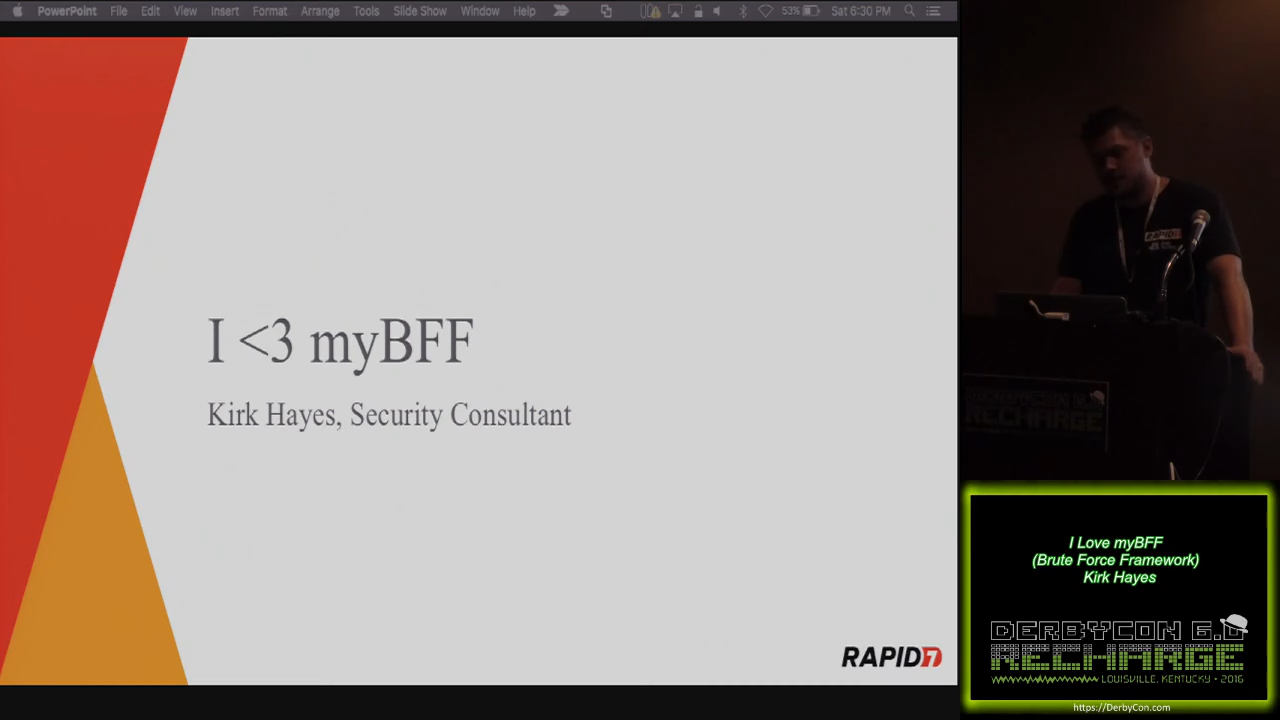 PowerPoint File Edit View Insert Format Arrange Tools Slide Show Window Help 53% Sat 6:30 PM
I <3 myBFF
Kirk Hayes, Security Consultant
RAPID7
RAPID7
RECHARGE
I Love myBFF
(Brute Force Framework)
Kirk Hayes
DERBYCON 6.0
RECHARGE
LOUISVILLE, KENTUCKY • 2016
https://DerbyCon.com